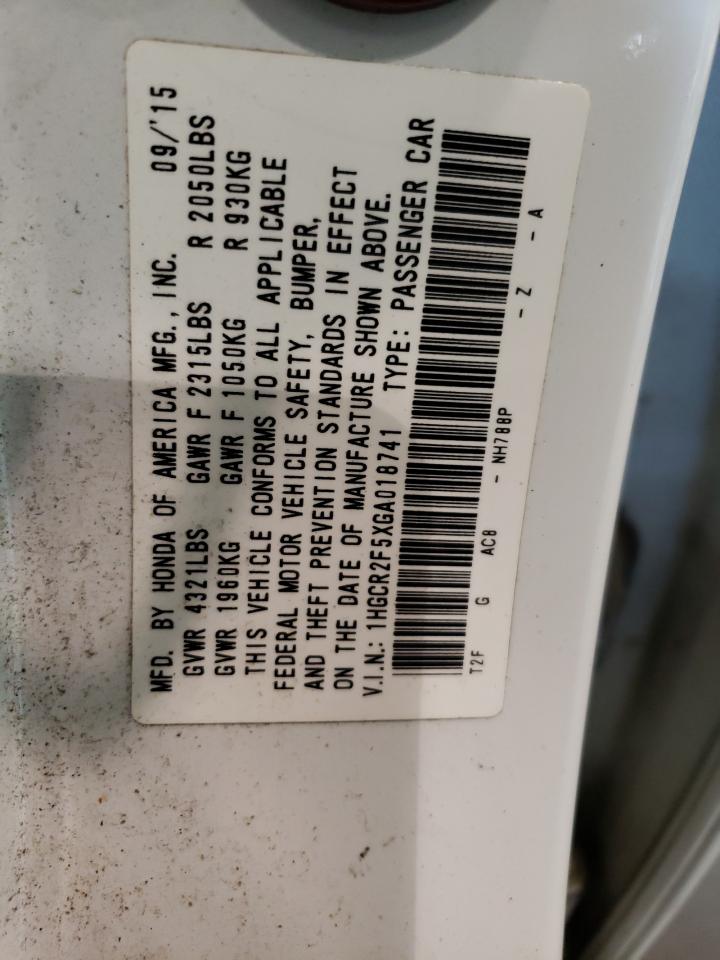 MFD. BY HONDA OF AMERICA MFG., INC. 09/'15
GVWR 4321LBS GAWR F 2315LBS R 2050LBS
GVWR 1960KG GAWR F 1050KG R 930KG
THIS VEHICLE CONFORMS TO ALL APPLICABLE
FEDERAL MOTOR VEHICLE SAFETY, BUMPER,
AND THEFT PREVENTION STANDARDS IN EFFECT
ON THE DATE OF MANUFACTURE SHOWN ABOVE.
V.I.N.: 1HGCR2F5XGA018741 TYPE: PASSENGER CAR
T2F G AC8 - NH788P - Z - A